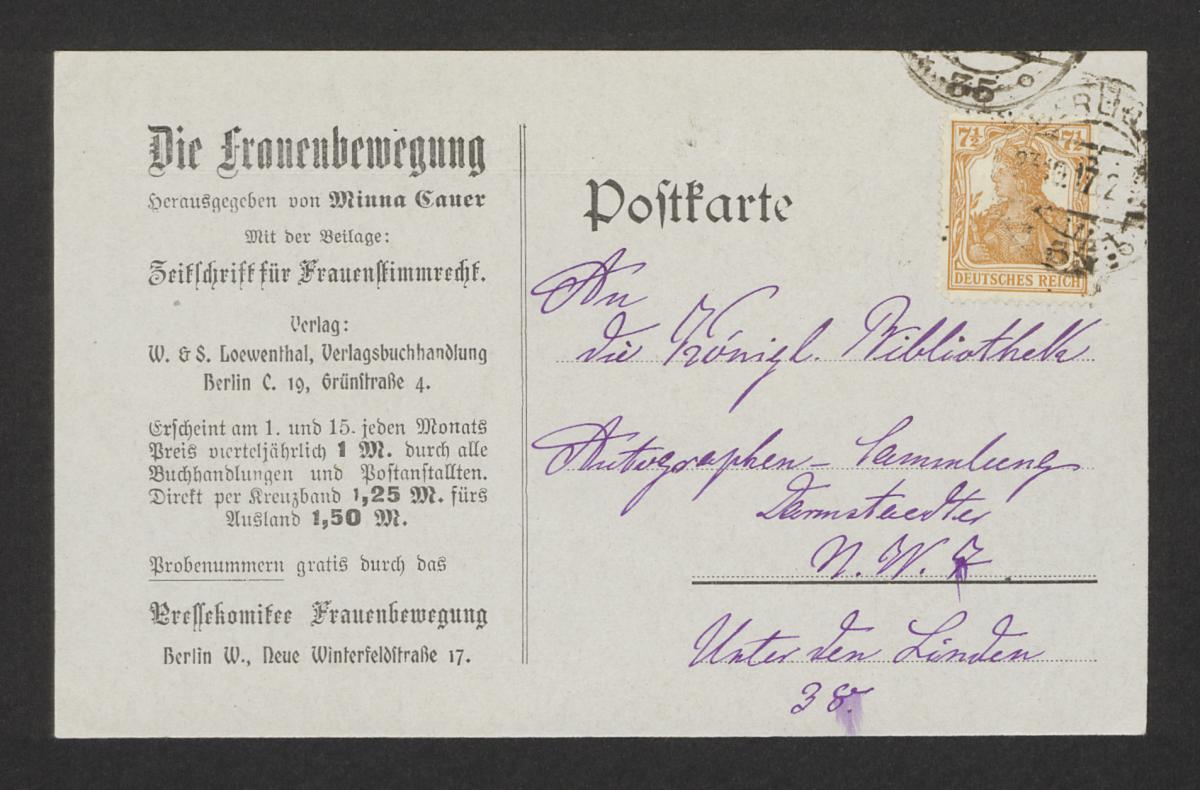 Die Frauenbewegung
Herausgegeben von Minna Cauer
Mit der Beilage:
Zeitschrift für Frauenstimmrecht.
Verlag:
W. & S. Loewenthal, Verlagsbuchhandlung
Berlin C. 19, Grünstraße 4.
Erscheint am 1. und 15. jeden Monats
Preis vierteljährlich 1 M. durch alle
Buchhandlungen und Postanstallten.
Direkt per Kreuzband 1,25 M. fürs
Ausland 1,50 M.
Probenummern gratis durch das
Pressekomitee Frauenbewegung
Berlin W., Neue Winterfeldstraße 17.
Postkarte
35
BERLIN
7½ 7½
DEUTSCHES REICH
An
die Königl. Bibliothek
Autographen-Sammlung
Darmstaedter
N. W. 7
Unter den Linden
38.